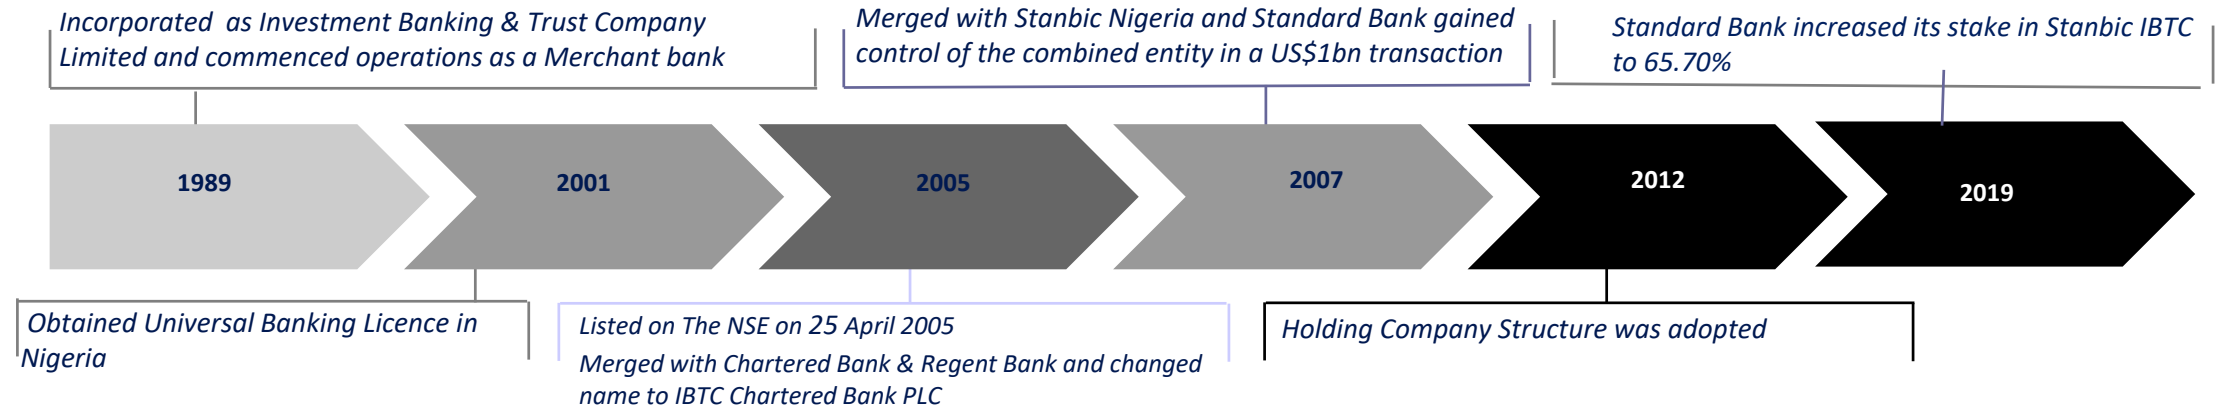 Incorporated as Investment Banking & Trust Company
Limited and commenced operations as a Merchant bank
Merged with Stanbic Nigeria and Standard Bank gained
control of the combined entity in a US$1bn transaction
Standard Bank increased its stake in Stanbic IBTC
to 65.70%
1989
2001
2005
2007
2012
2019
Obtained Universal Banking Licence in
Nigeria
Listed on The NSE on 25 April 2005
Merged with Chartered Bank & Regent Bank and changed
name to IBTC Chartered Bank PLC
Holding Company Structure was adopted